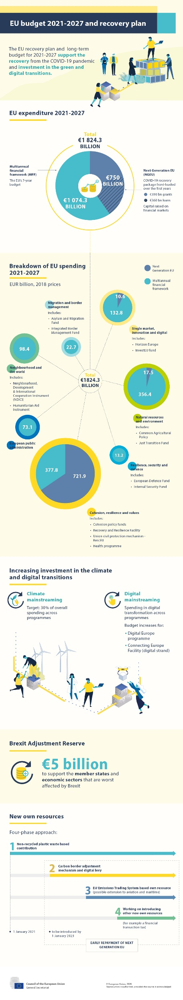 EU budget 2021-2027 and recovery plan
The EU recovery plan and long-term
budget for 2021-2027 support the
recovery from the COVID-19 pandemic
and investment in the green and
digital transitions.
EU expenditure 2021-2027
Total
€1 824.3
BILLION
Multiannual
financial
framework (MFF)
The EU's 7-year
budget
€750
BILLION
€1 074.3
BILLION
Next Generation EU
(NGEU)
COVID-19 recovery
package front-loaded
over the first years
€390 bn grants
€360 bn loans
Capital raised on
financial markets
Breakdown of EU spending
2021-2027
EUR billion, 2018 prices
Next
Generation EU
Multiannual
financial
framework
Migration and border
management
Includes:
• Asylum and Migration
Fund
• Integrated Border
Management Fund
22.7
10.6
132.8
Single market,
innovation and digital
Includes:
• Horizon Europe
• InvestEU fund
98.4
Neighbourhood and
the world
Includes:
• Neighbourhood,
Development
& International
Cooperation Instrument
(NDICI)
• Humanitarian Aid
Instrument
Total
€1824.3
BILLION
17.5
356.4
Natural resources
and environment
Includes:
• Common Agricultural
Policy
• Just Transition Fund
73.1
European public
administration
13.2
Resilience, security and
defence
Includes:
• European Defence Fund
• Internal Security Fund
377.8
721.9
Cohesion, resilience and values
Includes:
• Cohesion policy funds
• Recovery and Resilience Facility
• Union civil protection mechanism -
RescEU
• Health programme
Increasing investment in the climate
and digital transitions
Climate
mainstreaming
Target: 30% of overall
spending across
programmes
Digital
mainstreaming
Spending in digital
transformation across
programmes
Budget increases for:
• Digital Europe
programme
• Connecting Europe
Facility (digital strand)
Brexit Adjustment Reserve
€5 billion
to support the member states and
economic sectors that are worst
affected by Brexit
New own resources
Four-phase approach:
1 Non-recycled plastic waste based
contribution
2 Carbon border adjustment
mechanism and digital levy
3 EU Emissions Trading System based own resource
(possible extension to aviation and maritime)
4 Working on introducing
other new own resources
(for example a financial
transaction tax)
• 1 January 2021
• to be introduced by
1 January 2023
EARLY REPAYMENT OF NEXT
GENERATION EU
Council of the European Union
General Secretariat
© European Union, 2020
Reproduction is authorised, provided the source is acknowledged